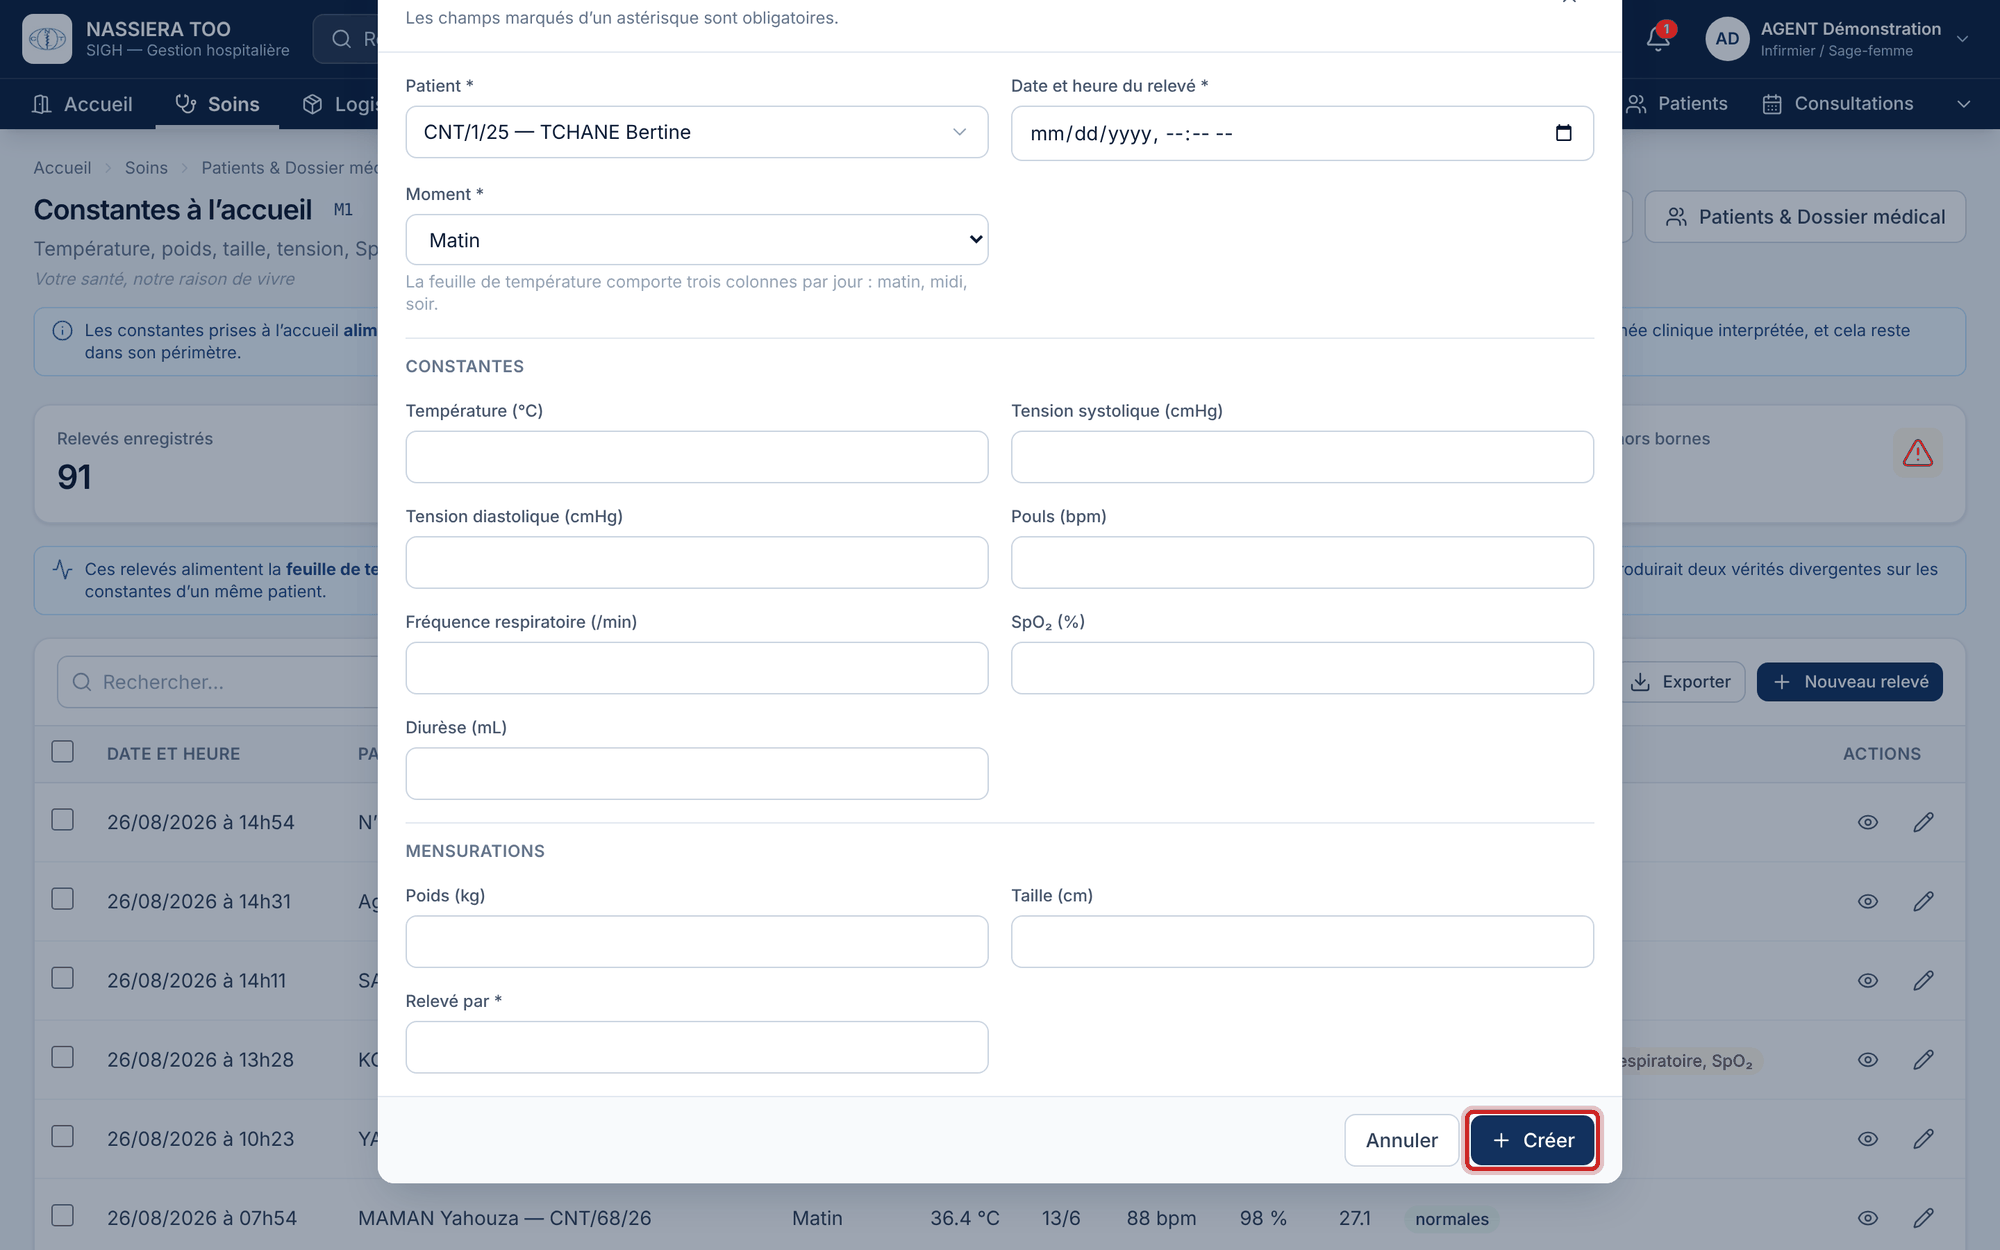 NASSIERA TOO
SIGH — Gestion hospitalière
1
AD
AGENT Démonstration
Infirmier / Sage-femme
Accueil
Soins
Patients
Consultations
Accueil
Soins
Patients & Dossier
Constantes à l’accueil
M1
Température, poids, taille, tension,
Votre santé, notre raison de vivre
Patients & Dossier médical
Les constantes prises à l’accueil
clinique interprétée, et cela reste
dans son périmètre.
Relevés enregistrés
91
hors bornes
Ces relevés alimentent la feuille de
deux vérités divergentes sur les
constantes d’un même patient.
Rechercher...
Exporter
+ Nouveau relevé
DATE ET HEURE
ACTIONS
26/08/2026 à 14h54
26/08/2026 à 14h31
26/08/2026 à 14h11
26/08/2026 à 13h28
espiratoire, SpO₂
26/08/2026 à 10h23
26/08/2026 à 07h54
MAMAN Yahouza — CNT/68/26
Matin
36.4 °C
13/6
88 bpm
98 %
27.1
normales
Les champs marqués d’un astérisque sont obligatoires.
Patient *
CNT/1/25 — TCHANE Bertine
Date et heure du relevé *
mm/dd/yyyy, --:-- --
Moment *
Matin
La feuille de température comporte trois colonnes par jour : matin, midi,
soir.
CONSTANTES
Température (°C)
Tension systolique (cmHg)
Tension diastolique (cmHg)
Pouls (bpm)
Fréquence respiratoire (/min)
SpO₂ (%)
Diurèse (mL)
MENSURATIONS
Poids (kg)
Taille (cm)
Relevé par *
Annuler
+ Créer